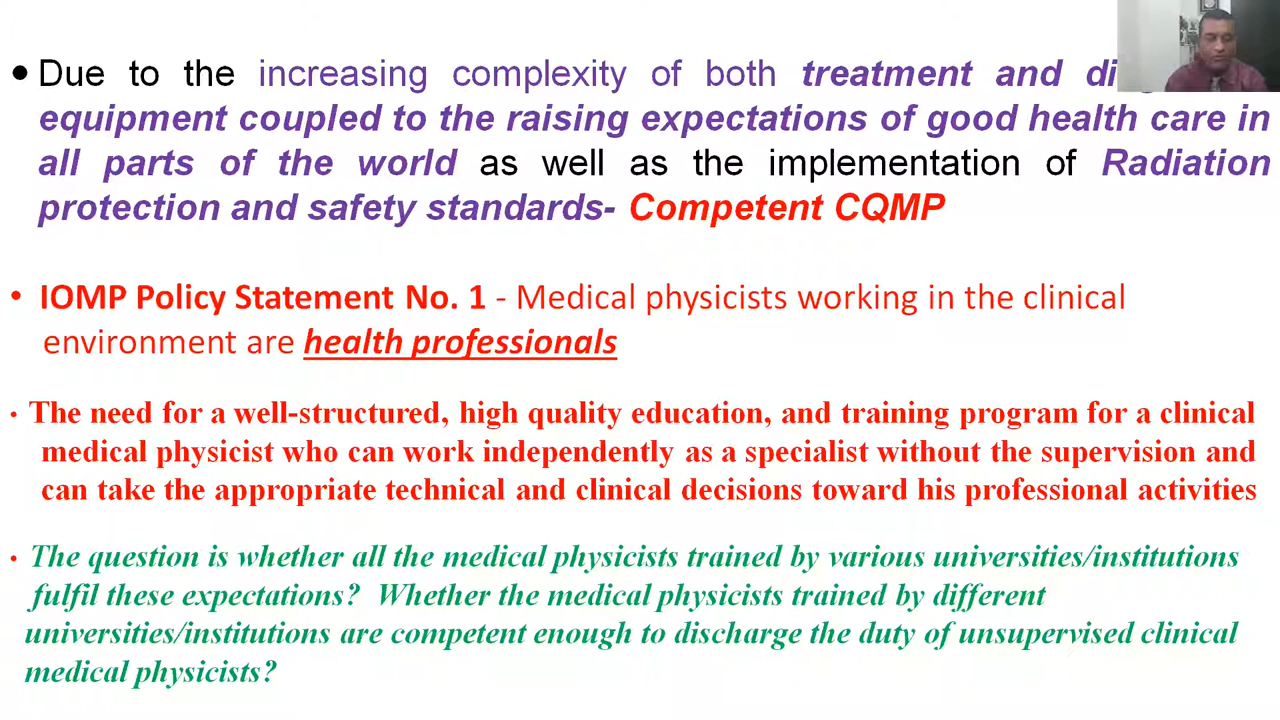 • Due to the increasing complexity of both treatment and
equipment coupled to the raising expectations of good health care in
all parts of the world as well as the implementation of Radiation
protection and safety standards- Competent CQMP
• IOMP Policy Statement No. 1 - Medical physicists working in the clinical
environment are health professionals
• The need for a well-structured, high quality education, and training program for a clinical
medical physicist who can work independently as a specialist without the supervision and
can take the appropriate technical and clinical decisions toward his professional activities
• The question is whether all the medical physicists trained by various universities/institutions
fulfil these expectations? Whether the medical physicists trained by different
universities/institutions are competent enough to discharge the duty of unsupervised clinical
medical physicists?